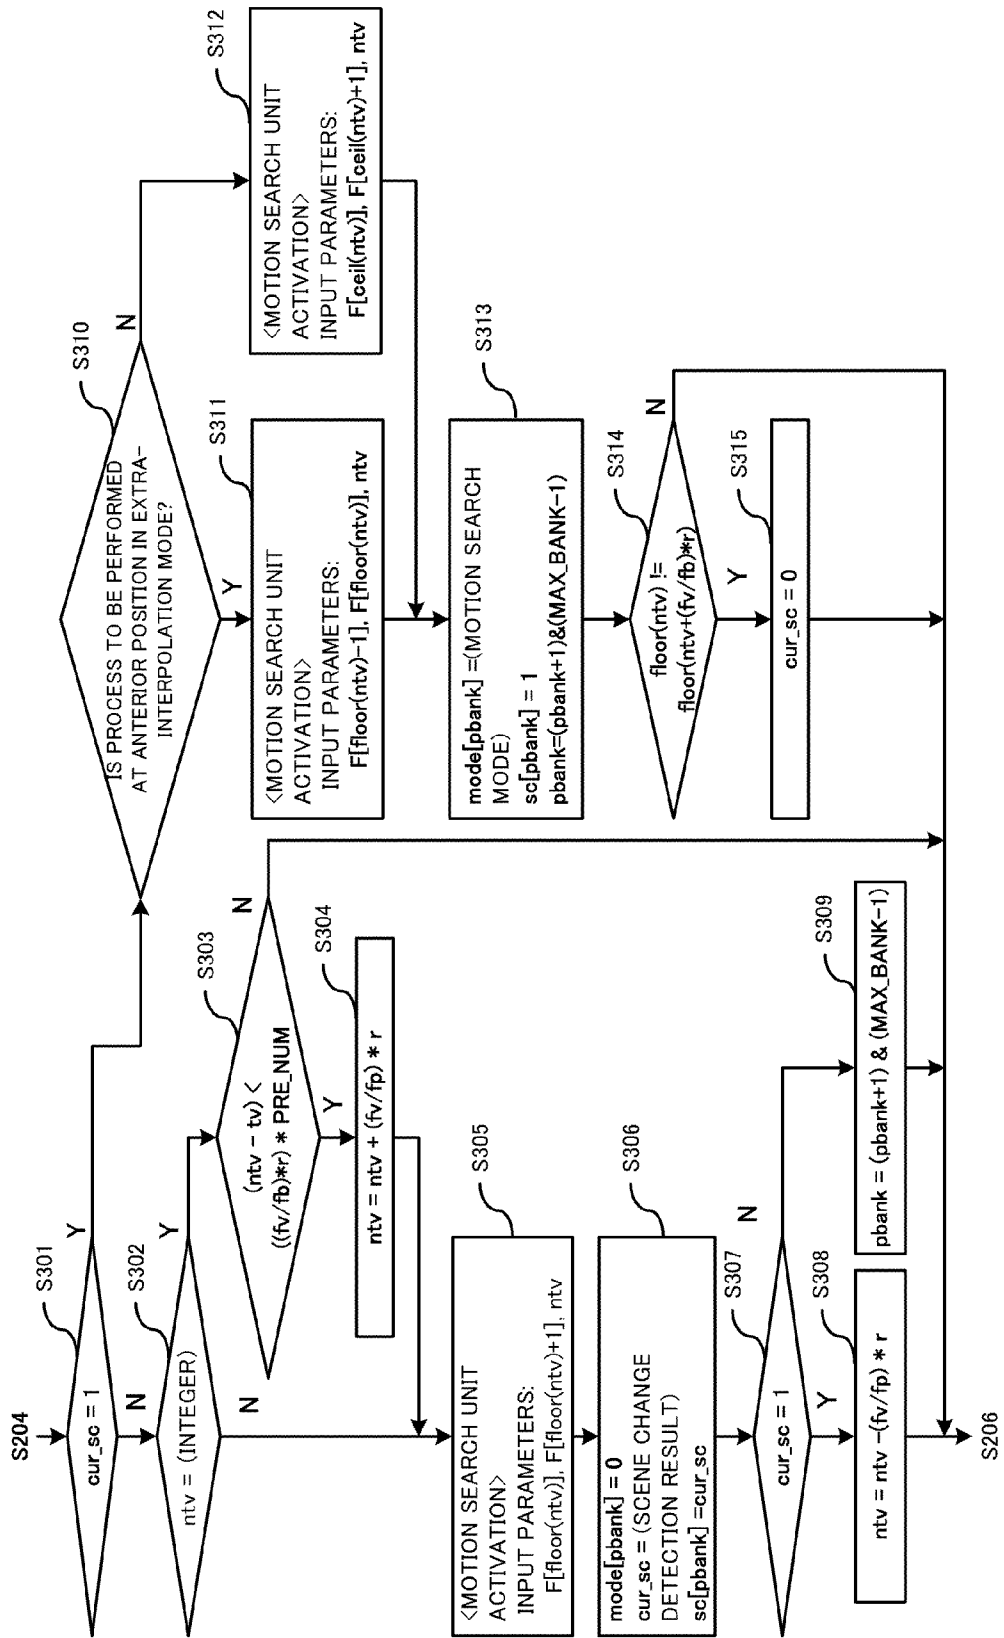 S204
S301
cur_sc = 1
Y
N
S302
ntv = (INTEGER)
Y
N
S303
(ntv - tv) <
((fv/fb)*r) * PRE_NUM
N
Y
S304
ntv = ntv + (fv/fp) * r
S305
<MOTION SEARCH UNIT
ACTIVATION>
INPUT PARAMETERS:
F[floor(ntv)], F[floor(ntv)+1], ntv
S306
mode[pbank] = 0
cur_sc = (SCENE CHANGE
DETECTION RESULT)
sc[pbank] =cur_sc
S307
cur_sc = 1
N
Y
S308
ntv = ntv -(fv/fp) * r
S309
pbank = (pbank+1) & (MAX_BANK-1)
S206
S310
IS PROCESS TO BE PERFORMED
AT ANTERIOR POSITION IN EXTRA-
INTERPOLATION MODE?
N
Y
S311
<MOTION SEARCH UNIT
ACTIVATION>
INPUT PARAMETERS:
F[floor(ntv)-1], F[floor(ntv)], ntv
S312
<MOTION SEARCH UNIT
ACTIVATION>
INPUT PARAMETERS:
F[ceil(ntv)], F[ceil(ntv)+1], ntv
S313
mode[pbank] =(MOTION SEARCH
MODE)
sc[pbank] = 1
pbank=(pbank+1)&(MAX_BANK-1)
S314
floor(ntv) !=
floor(ntv+(fv/fb)*r)
N
Y
S315
cur_sc = 0